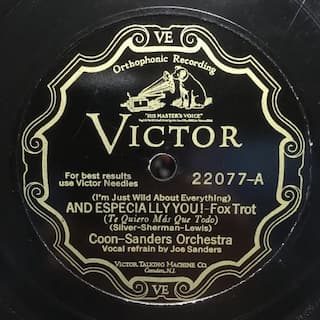 VE
Orthophonic Recording
"HIS MASTER'S VOICE"
VICTOR
For best results
use Victor Needles
22077-A
(I'm Just Wild About Everything)
AND ESPECIALLY YOU!-Fox Trot
(Te Quiero Más Que Todo)
(Silver-Sherman-Lewis)
Coon-Sanders Orchestra
Vocal refrain by Joe Sanders
VICTOR TALKING MACHINE CO.
Camden, N.J.
VE